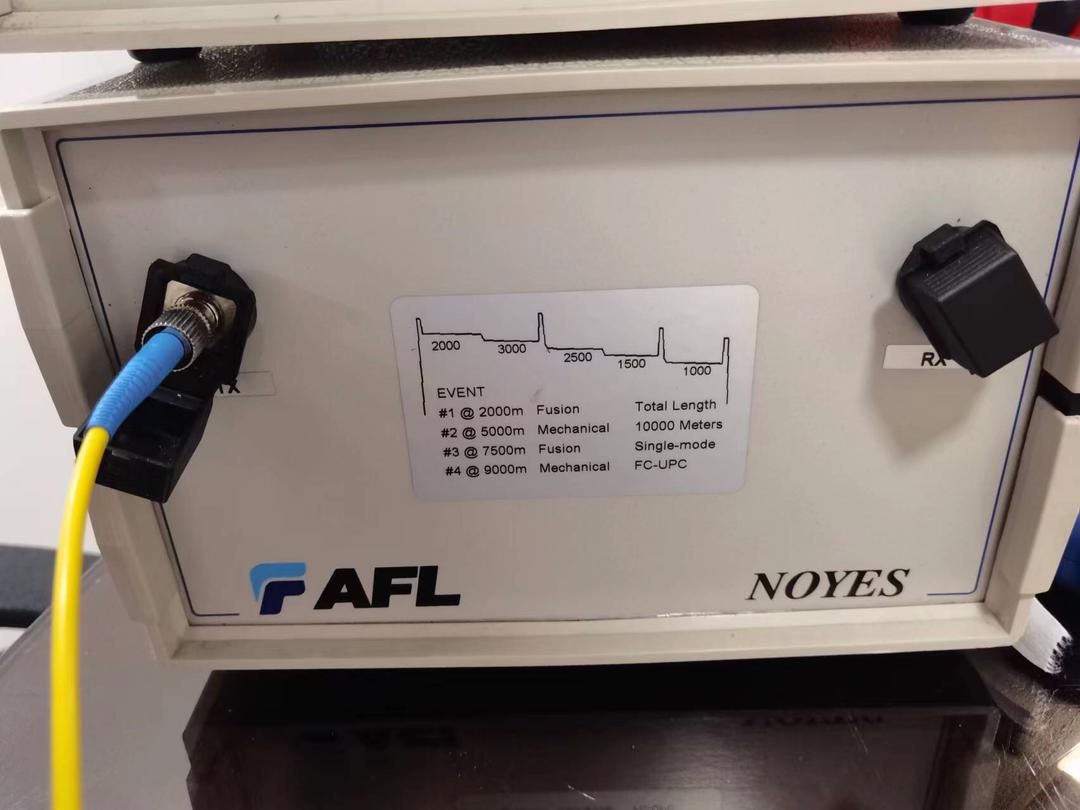 2000
3000
2500
1500
1000
EVENT
#1 @ 2000m Fusion Total Length
#2 @ 5000m Mechanical 10000 Meters
#3 @ 7500m Fusion Single-mode
#4 @ 9000m Mechanical FC-UPC
RX
AFL
NOYES